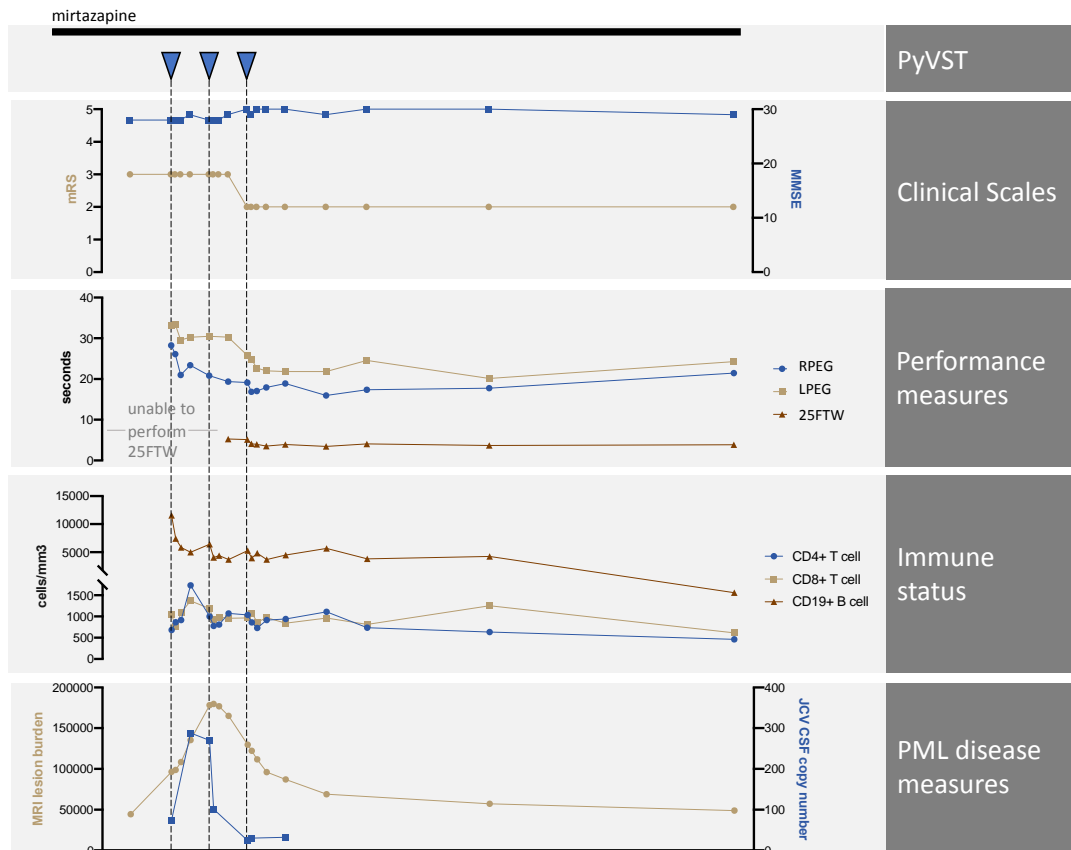 mirtazapine
PyVST
5
4
3
2
1
0
mRS
30
20
10
0
MMSE
Clinical Scales
40
30
20
10
0
seconds
unable to
perform
25FTW
RPEG
LPEG
25FTW
Performance
measures
15000
10000
5000
1500
1000
500
0
cells/mm3
CD4+ T cell
CD8+ T cell
CD19+ B cell
Immune
status
200000
150000
100000
50000
0
MRI lesion burden
400
300
200
100
0
JCV CSF copy number
PML disease
measures